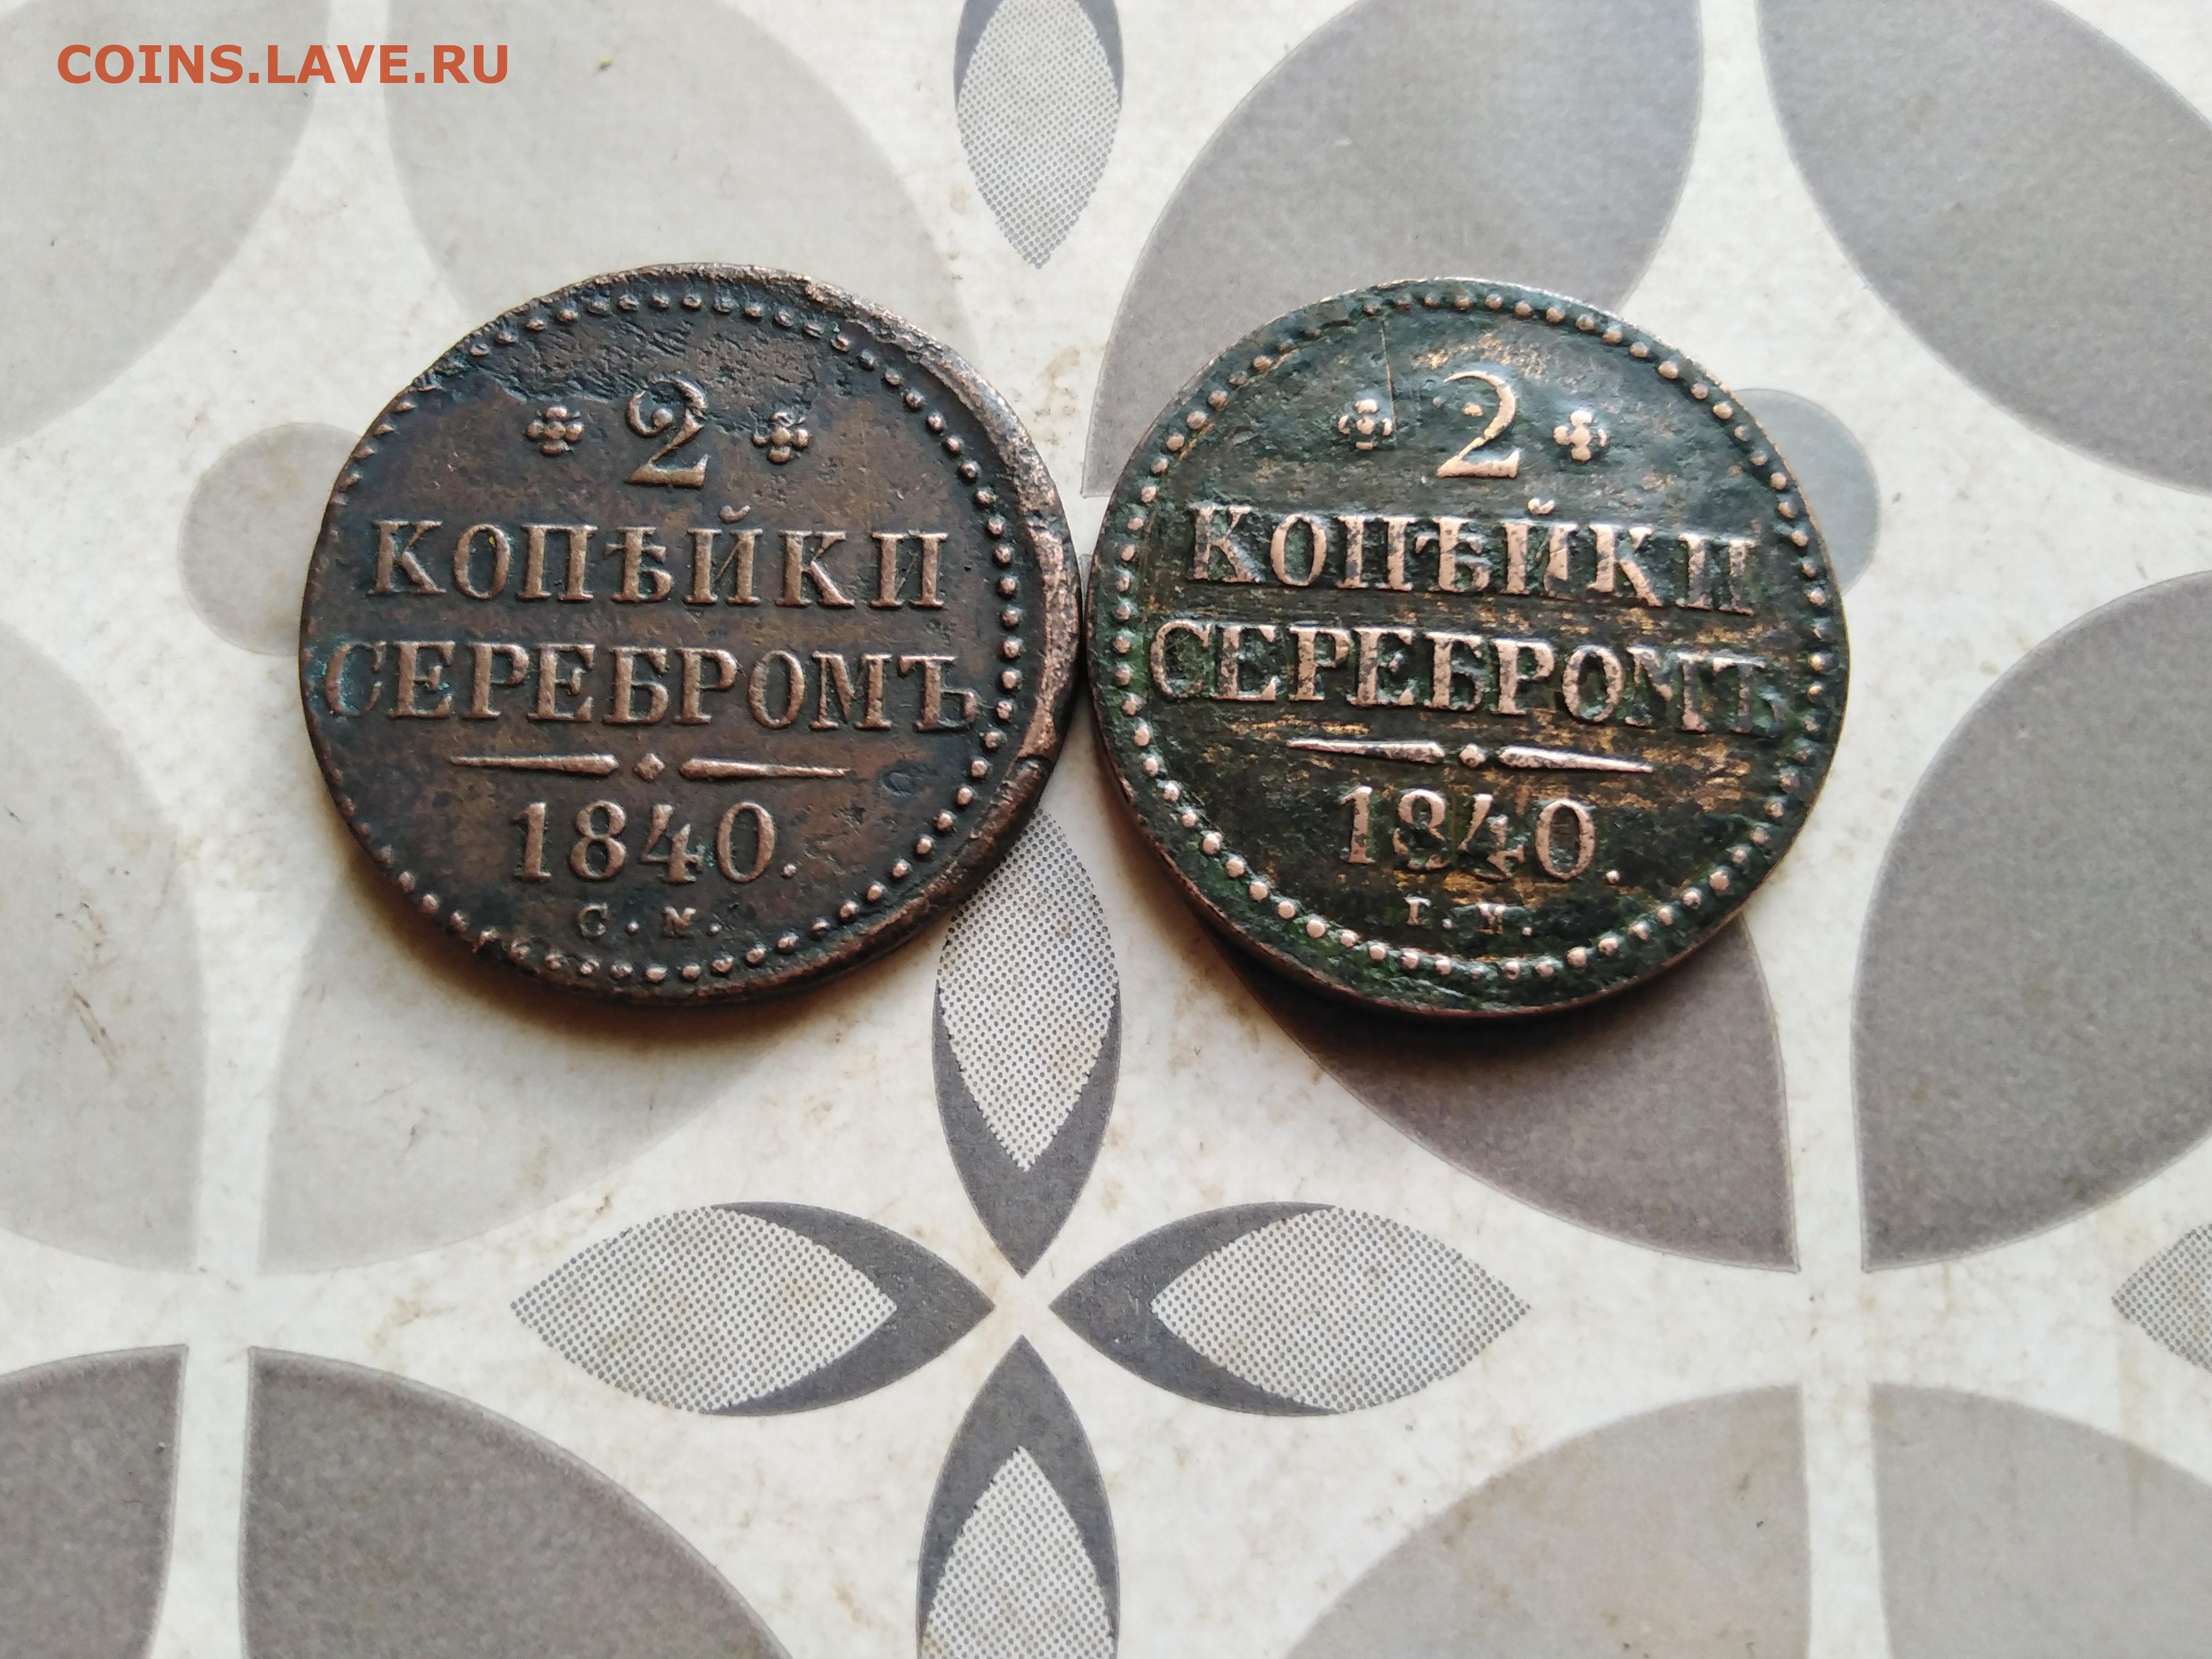 COINS.LAVE.RU
2
КОПѢЙКИ
СЕРЕБРОМЪ
1840.
С. М.
2
КОПѢЙКИ
СЕРЕБРОМЪ
1840.